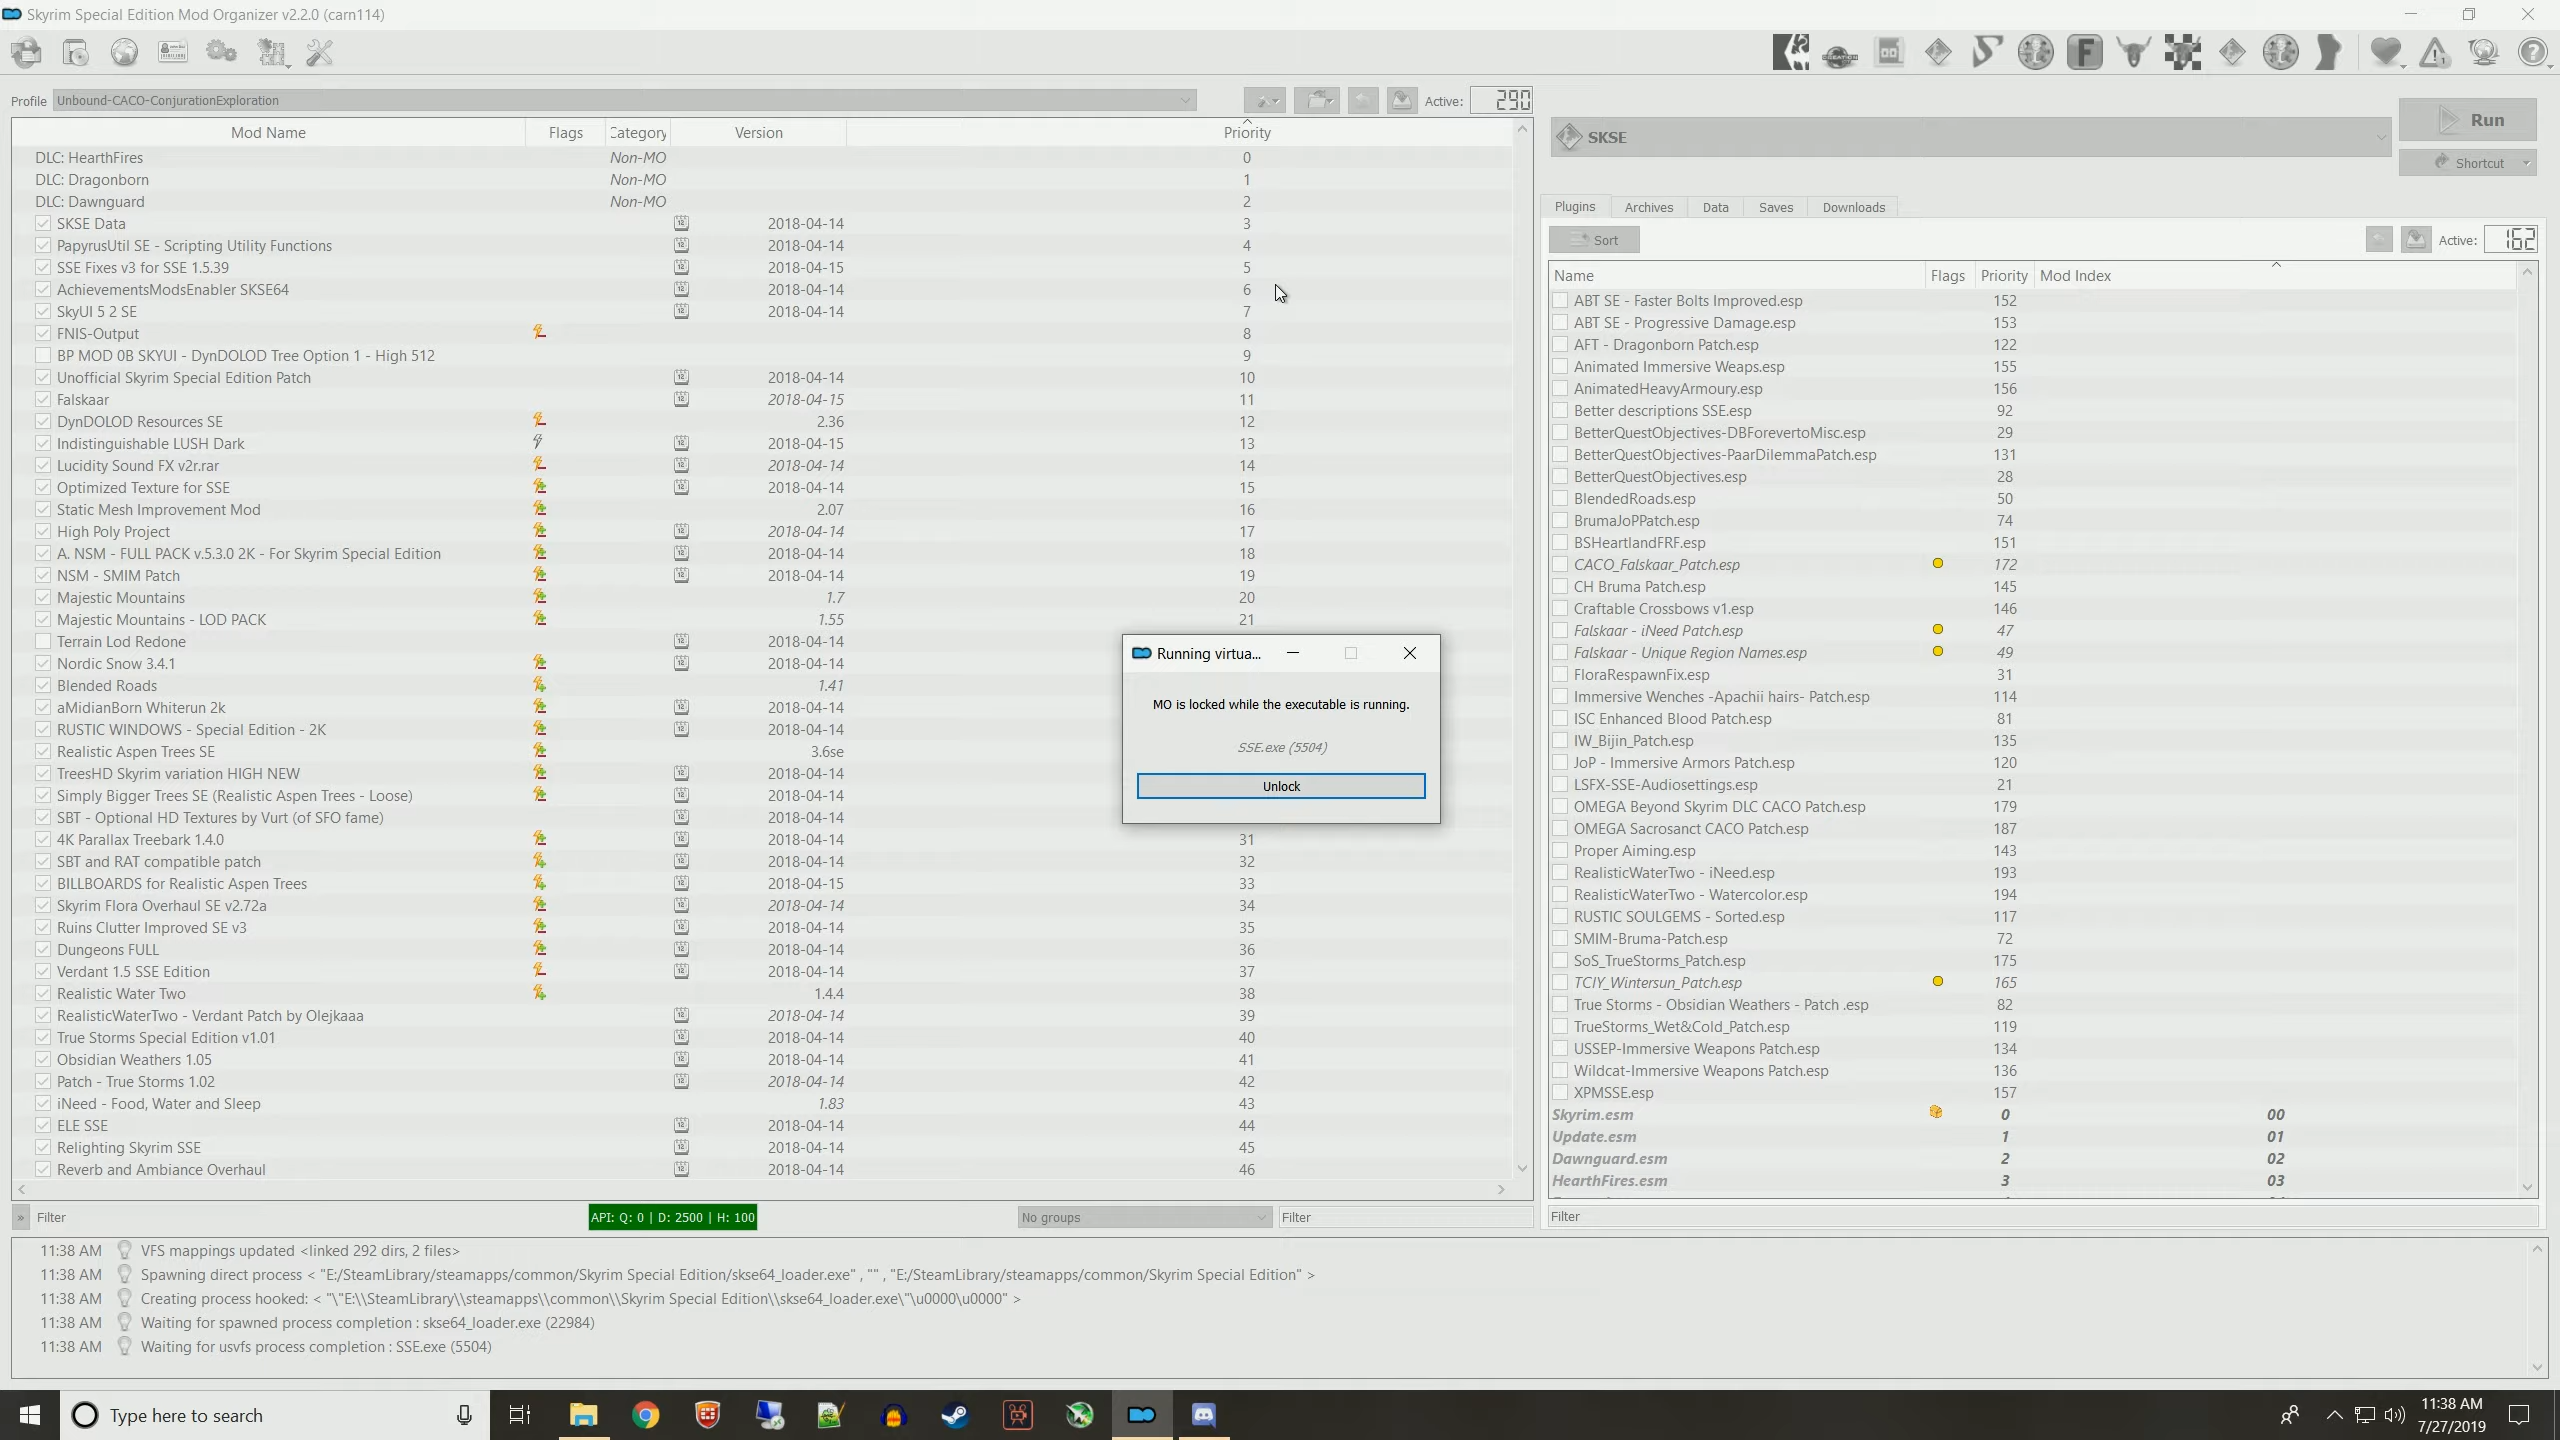 Skyrim Special Edition Mod Organizer v2.2.0 (carn114)
Profile Unbound-CACO-ConjurationExploration Active: 290
SKSE
Run
Shortcut
Mod Name Flags Category Version Priority
DLC: HearthFires Non-MO 0
DLC: Dragonborn Non-MO 1
DLC: Dawnguard Non-MO 2
SKSE Data 2018-04-14 3
PapyrusUtil SE - Scripting Utility Functions 2018-04-14 4
SSE Fixes v3 for SSE 1.5.39 2018-04-15 5
AchievementsModsEnabler SKSE64 2018-04-14 6
SkyUI 5 2 SE 2018-04-14 7
FNIS-Output 8
BP MOD 0B SKYUI - DynDOLOD Tree Option 1 - High 512 9
Unofficial Skyrim Special Edition Patch 2018-04-14 10
Falskaar 2018-04-15 11
DynDOLOD Resources SE 2.36 12
Indistinguishable LUSH Dark 2018-04-15 13
Lucidity Sound FX v2r.rar 2018-04-14 14
Optimized Texture for SSE 2018-04-14 15
Static Mesh Improvement Mod 2.07 16
High Poly Project 2018-04-14 17
A. NSM - FULL PACK v.5.3.0 2K - For Skyrim Special Edition 2018-04-14 18
NSM - SMIM Patch 2018-04-14 19
Majestic Mountains 1.7 20
Majestic Mountains - LOD PACK 1.55 21
Terrain Lod Redone 2018-04-14
Nordic Snow 3.4.1 2018-04-14
Blended Roads 1.41
aMidianBorn Whiterun 2k 2018-04-14
RUSTIC WINDOWS - Special Edition - 2K 2018-04-14
Realistic Aspen Trees SE 3.6se
TreesHD Skyrim variation HIGH NEW 2018-04-14
Simply Bigger Trees SE (Realistic Aspen Trees - Loose) 2018-04-14
SBT - Optional HD Textures by Vurt (of SFO fame) 2018-04-14
4K Parallax Treebark 1.4.0 2018-04-14 31
SBT and RAT compatible patch 2018-04-14 32
BILLBOARDS for Realistic Aspen Trees 2018-04-15 33
Skyrim Flora Overhaul SE v2.72a 2018-04-14 34
Ruins Clutter Improved SE v3 2018-04-14 35
Dungeons FULL 2018-04-14 36
Verdant 1.5 SSE Edition 2018-04-14 37
Realistic Water Two 1.4.4 38
RealisticWaterTwo - Verdant Patch by Olejkaaa 2018-04-14 39
True Storms Special Edition v1.01 2018-04-14 40
Obsidian Weathers 1.05 2018-04-14 41
Patch - True Storms 1.02 2018-04-14 42
iNeed - Food, Water and Sleep 1.83 43
ELE SSE 2018-04-14 44
Relighting Skyrim SSE 2018-04-14 45
Reverb and Ambiance Overhaul 2018-04-14 46
» Filter API: Q: 0 | D: 2500 | H: 100 No groups Filter
Running virtua...
MO is locked while the executable is running.
SSE.exe (5504)
Unlock
Plugins Archives Data Saves Downloads
Sort Active: 162
Name Flags Priority Mod Index
ABT SE - Faster Bolts Improved.esp 152
ABT SE - Progressive Damage.esp 153
AFT - Dragonborn Patch.esp 122
Animated Immersive Weaps.esp 155
AnimatedHeavyArmoury.esp 156
Better descriptions SSE.esp 92
BetterQuestObjectives-DBForevertoMisc.esp 29
BetterQuestObjectives-PaarDilemmaPatch.esp 131
BetterQuestObjectives.esp 28
BlendedRoads.esp 50
BrumaJoPPatch.esp 74
BSHeartlandFRF.esp 151
CACO_Falskaar_Patch.esp 172
CH Bruma Patch.esp 145
Craftable Crossbows v1.esp 146
Falskaar - iNeed Patch.esp 47
Falskaar - Unique Region Names.esp 49
FloraRespawnFix.esp 31
Immersive Wenches -Apachii hairs- Patch.esp 114
ISC Enhanced Blood Patch.esp 81
IW_Bijin_Patch.esp 135
JoP - Immersive Armors Patch.esp 120
LSFX-SSE-Audiosettings.esp 21
OMEGA Beyond Skyrim DLC CACO Patch.esp 179
OMEGA Sacrosanct CACO Patch.esp 187
Proper Aiming.esp 143
RealisticWaterTwo - iNeed.esp 193
RealisticWaterTwo - Watercolor.esp 194
RUSTIC SOULGEMS - Sorted.esp 117
SMIM-Bruma-Patch.esp 72
SoS_TrueStorms_Patch.esp 175
TCIY_Wintersun_Patch.esp 165
True Storms - Obsidian Weathers - Patch .esp 82
TrueStorms_Wet&Cold_Patch.esp 119
USSEP-Immersive Weapons Patch.esp 134
Wildcat-Immersive Weapons Patch.esp 136
XPMSSE.esp 157
Skyrim.esm 0 00
Update.esm 1 01
Dawnguard.esm 2 02
HearthFires.esm 3 03
Filter
11:38 AM VFS mappings updated <linked 292 dirs, 2 files>
11:38 AM Spawning direct process < "E:/SteamLibrary/steamapps/common/Skyrim Special Edition/skse64_loader.exe" , "" , "E:/SteamLibrary/steamapps/common/Skyrim Special Edition" >
11:38 AM Creating process hooked: < "\"E:\\SteamLibrary\\steamapps\\common\\Skyrim Special Edition\\skse64_loader.exe\"\u0000\u0000" >
11:38 AM Waiting for spawned process completion : skse64_loader.exe (22984)
11:38 AM Waiting for usvfs process completion : SSE.exe (5504)
Type here to search
11:38 AM
7/27/2019